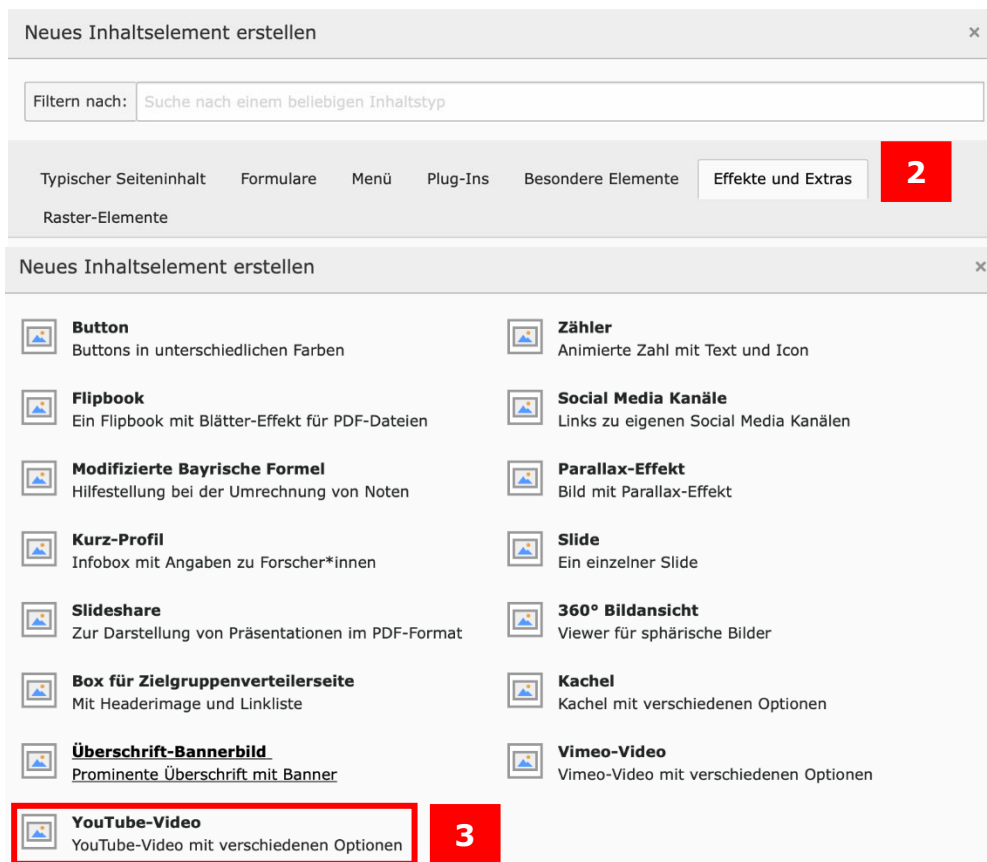 Neues Inhaltselement erstellen ×
Filtern nach: Suche nach einem beliebigen Inhaltstyp
Typischer Seiteninhalt Formulare Menü Plug-Ins Besondere Elemente Effekte und Extras 2
Raster-Elemente
Neues Inhaltselement erstellen ×
Button
Buttons in unterschiedlichen Farben
Zähler
Animierte Zahl mit Text und Icon
Flipbook
Ein Flipbook mit Blätter-Effekt für PDF-Dateien
Social Media Kanäle
Links zu eigenen Social Media Kanälen
Modifizierte Bayrische Formel
Hilfestellung bei der Umrechnung von Noten
Parallax-Effekt
Bild mit Parallax-Effekt
Kurz-Profil
Infobox mit Angaben zu Forscher*innen
Slide
Ein einzelner Slide
Slideshare
Zur Darstellung von Präsentationen im PDF-Format
360° Bildansicht
Viewer für sphärische Bilder
Box für Zielgruppenverteilerseite
Mit Headerimage und Linkliste
Kachel
Kachel mit verschiedenen Optionen
Überschrift-Bannerbild
Prominente Überschrift mit Banner
Vimeo-Video
Vimeo-Video mit verschiedenen Optionen
YouTube-Video
YouTube-Video mit verschiedenen Optionen
3